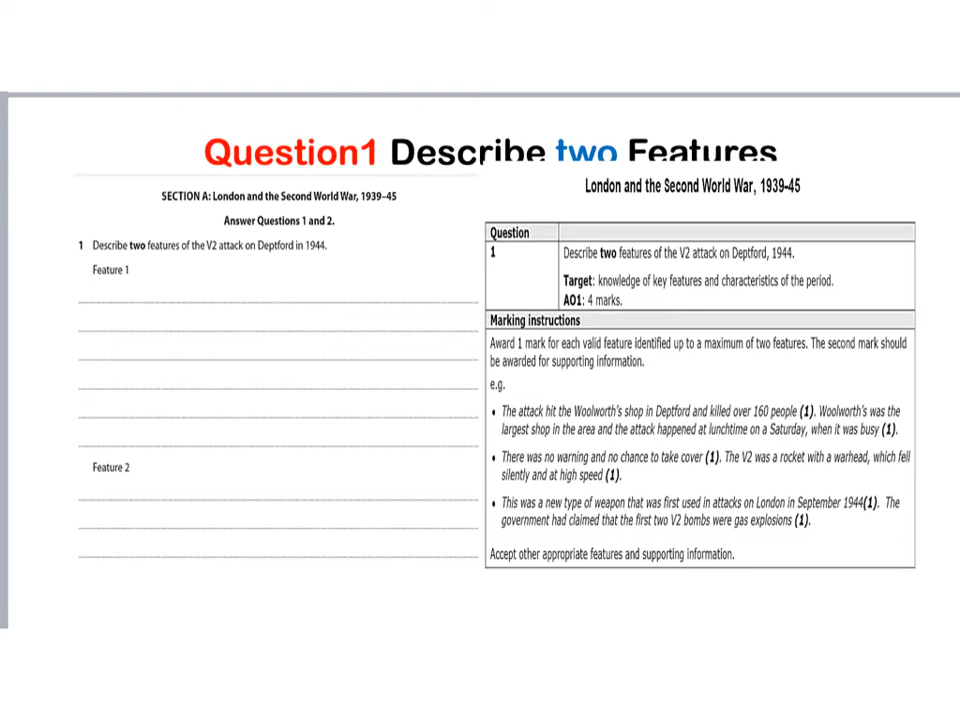 Question1 Describe two Features
SECTION A: London and the Second World War, 1939–45
Answer Questions 1 and 2.
1 Describe two features of the V2 attack on Deptford in 1944.
Feature 1
Feature 2
London and the Second World War, 1939-45
Question
1 Describe two features of the V2 attack on Deptford, 1944.
Target: knowledge of key features and characteristics of the period.
AO1: 4 marks.
Marking instructions
Award 1 mark for each valid feature identified up to a maximum of two features. The second mark should
be awarded for supporting information.
e.g.
• The attack hit the Woolworth's shop in Deptford and killed over 160 people (1). Woolworth's was the
largest shop in the area and the attack happened at lunchtime on a Saturday, when it was busy (1).
• There was no warning and no chance to take cover (1). The V2 was a rocket with a warhead, which fell
silently and at high speed (1).
• This was a new type of weapon that was first used in attacks on London in September 1944(1). The
government had claimed that the first two V2 bombs were gas explosions (1).
Accept other appropriate features and supporting information.